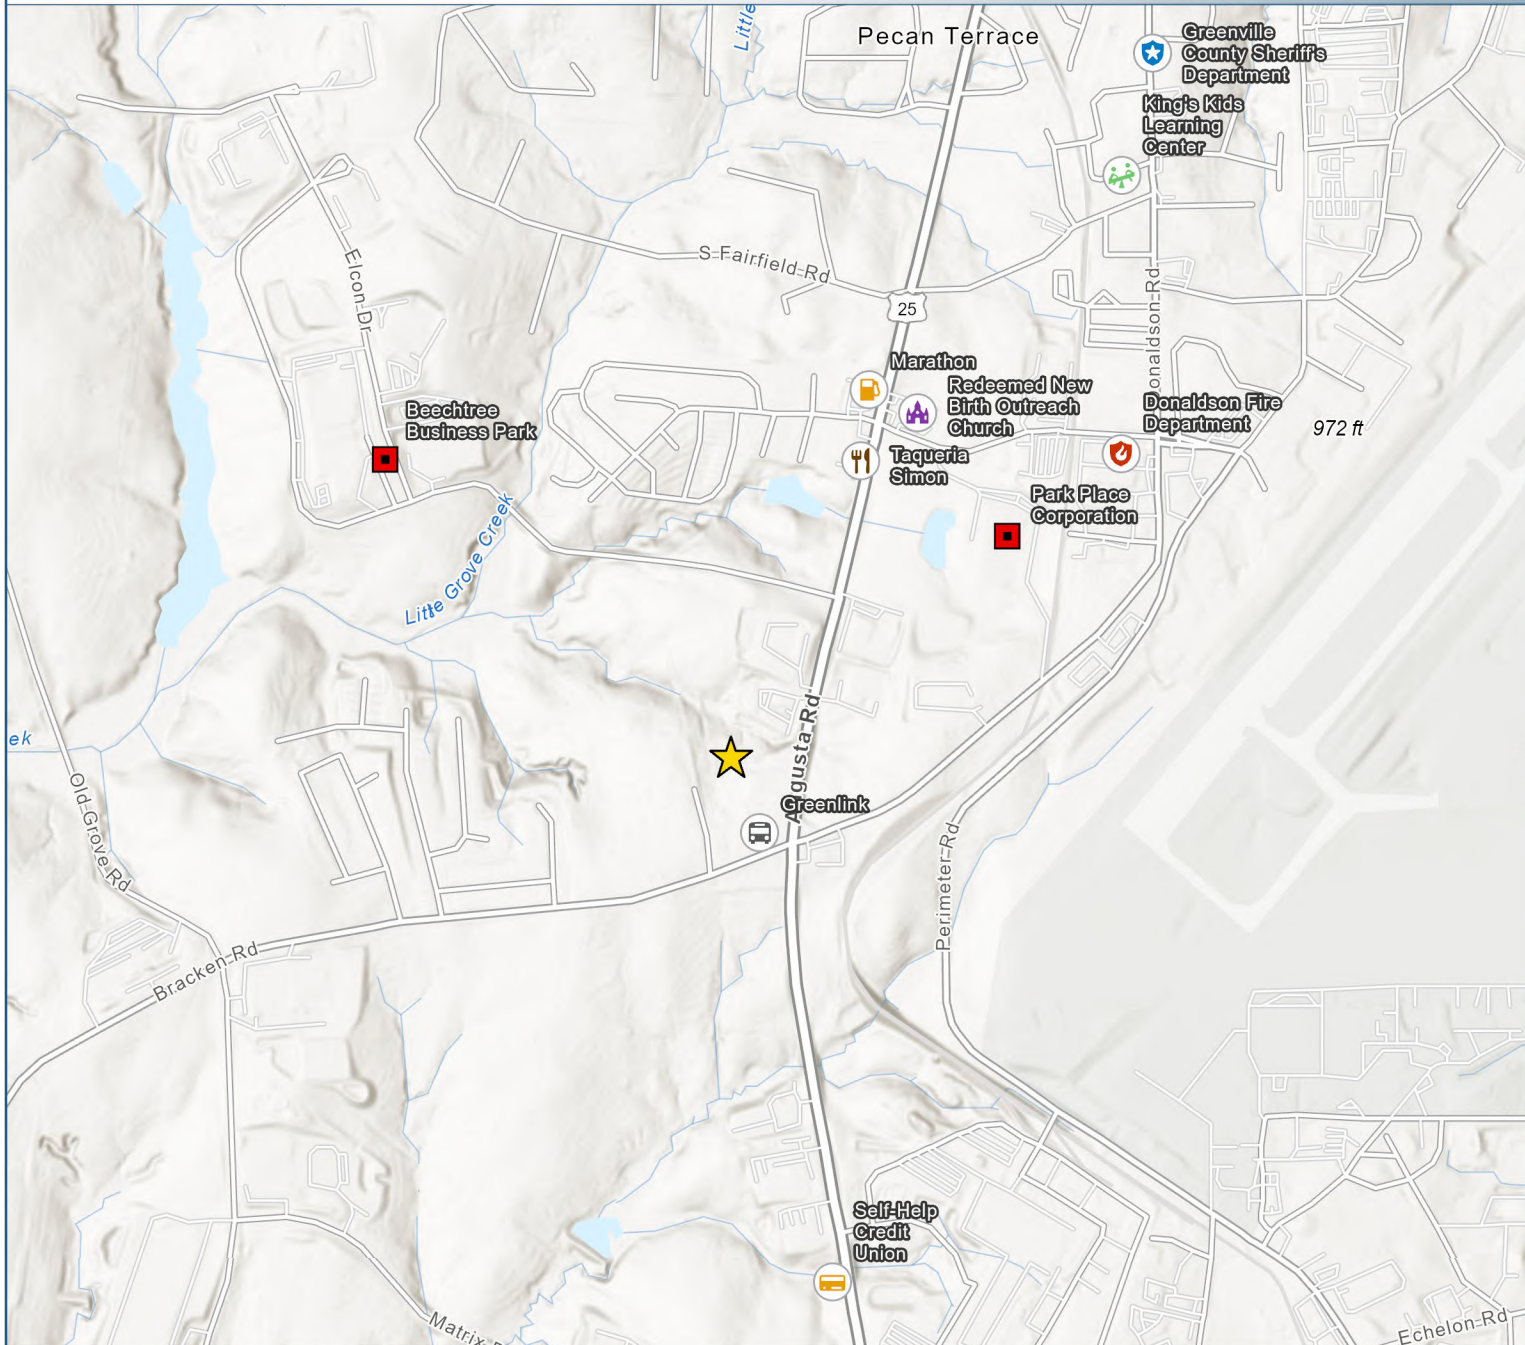 Little
Pecan Terrace
Greenville
County Sheriff's
Department
King's Kids
Learning
Center
S Fairfield Rd
Elcon Dr
25
Donaldson Rd
Marathon
Redeemed New
Birth Outreach
Church
Donaldson Fire
Department
972 ft
Beechtree
Business Park
Taqueria
Simon
Park Place
Corporation
Little Grove Creek
ek
Augusta Rd
Greenlink
Old Grove Rd
Perimeter Rd
Bracken Rd
Self-Help
Credit
Union
Matrix
Echelon Rd